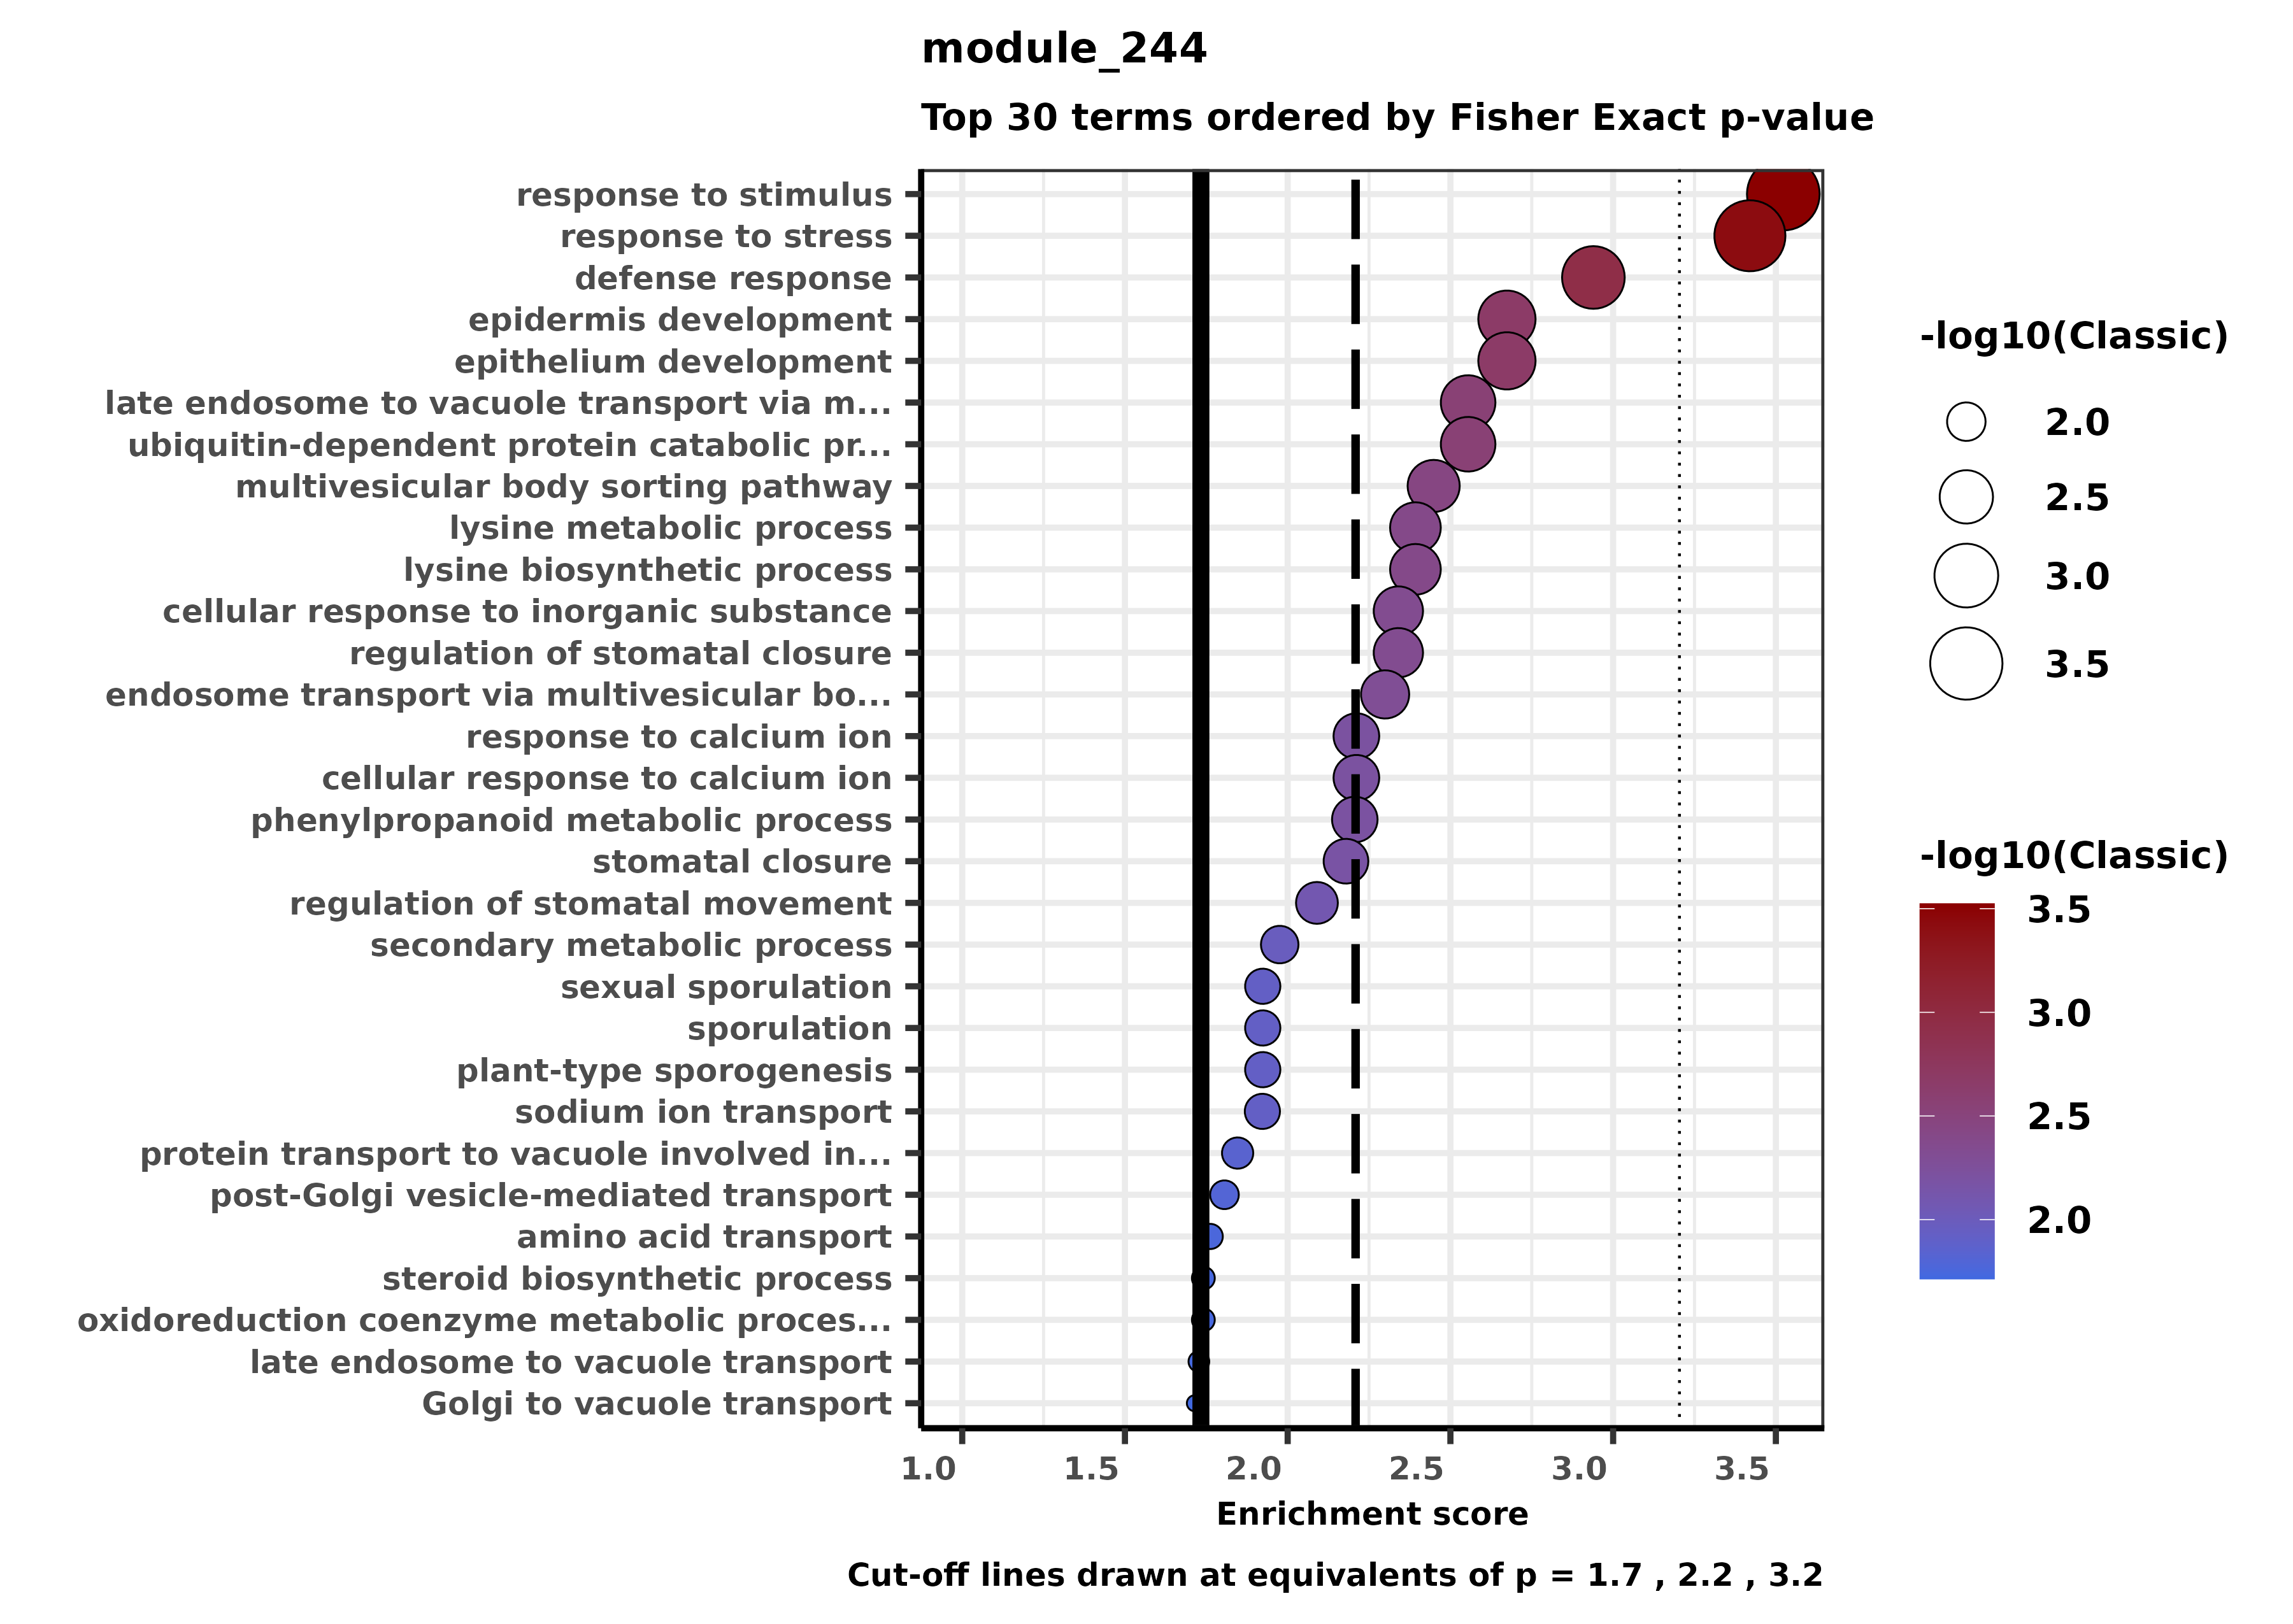 module_244
Top 30 terms ordered by Fisher Exact p-value
response to stimulus
response to stress
defense response
epidermis development
epithelium development
late endosome to vacuole transport via m...
ubiquitin-dependent protein catabolic pr...
multivesicular body sorting pathway
lysine metabolic process
lysine biosynthetic process
cellular response to inorganic substance
regulation of stomatal closure
endosome transport via multivesicular bo...
response to calcium ion
cellular response to calcium ion
phenylpropanoid metabolic process
stomatal closure
regulation of stomatal movement
secondary metabolic process
sexual sporulation
sporulation
plant-type sporogenesis
sodium ion transport
protein transport to vacuole involved in...
post-Golgi vesicle-mediated transport
amino acid transport
steroid biosynthetic process
oxidoreduction coenzyme metabolic proces...
late endosome to vacuole transport
Golgi to vacuole transport
1.0 1.5 2.0 2.5 3.0 3.5
Enrichment score
Cut-off lines drawn at equivalents of p = 1.7 , 2.2 , 3.2
-log10(Classic)
2.0
2.5
3.0
3.5
-log10(Classic)
3.5
3.0
2.5
2.0